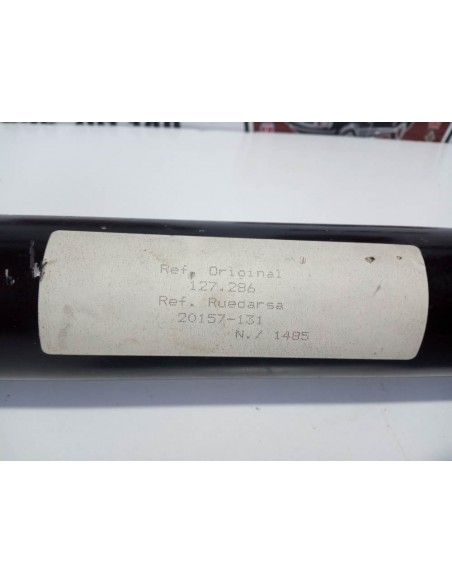 Ref. Original
127.286
Ref. Ruedarsa
20157-131
N./ 1485